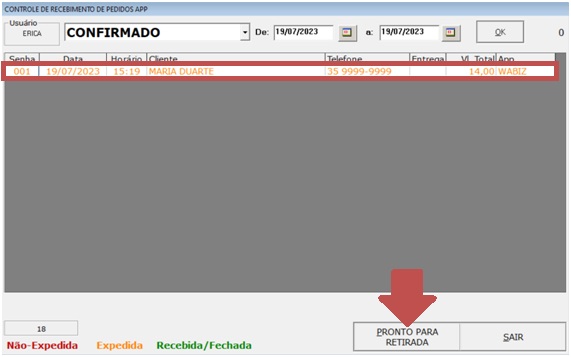 CONTROLE DE RECEBIMENTO DE PEDIDOS APP
Usuário
ERICA
CONFIRMADO
De: 19/07/2023
a: 19/07/2023
OK
0
Senha Data Horário Cliente Telefone Entrega Vl. Total App
001 19/07/2023 15:19 MARIA DUARTE 35 9999-9999 14,00 WABIZ
18
Não-Expedida Expedida Recebida/Fechada
PRONTO PARA
RETIRADA
SAIR